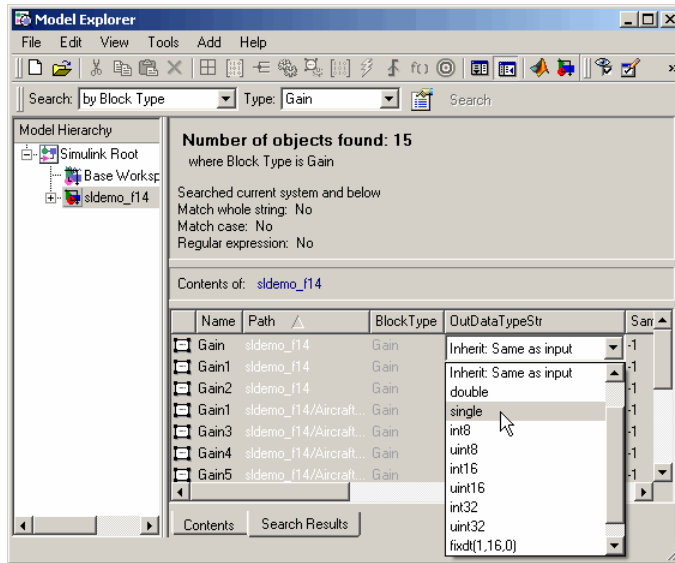 Model Explorer
File Edit View Tools Add Help
Search: by Block Type Type: Gain Search
Model Hierarchy
Simulink Root
Base Worksp
sldemo_f14
Number of objects found: 15
where Block Type is Gain
Searched current system and below
Match whole string: No
Match case: No
Regular expression: No
Contents of: sldemo_f14
Name Path BlockType OutDataTypeStr Sam
Gain sldemo_f14 Gain Inherit: Same as input -1
Gain1 sldemo_f14 Gain -1
Gain2 sldemo_f14 Gain -1
Gain1 sldemo_f14/Aircraft... Gain -1
Gain3 sldemo_f14/Aircraft... Gain -1
Gain4 sldemo_f14/Aircraft... Gain -1
Gain5 sldemo_f14/Aircraft... Gain -1
Inherit: Same as input
double
single
int8
uint8
int16
uint16
int32
uint32
fixdt(1,16,0)
Contents Search Results